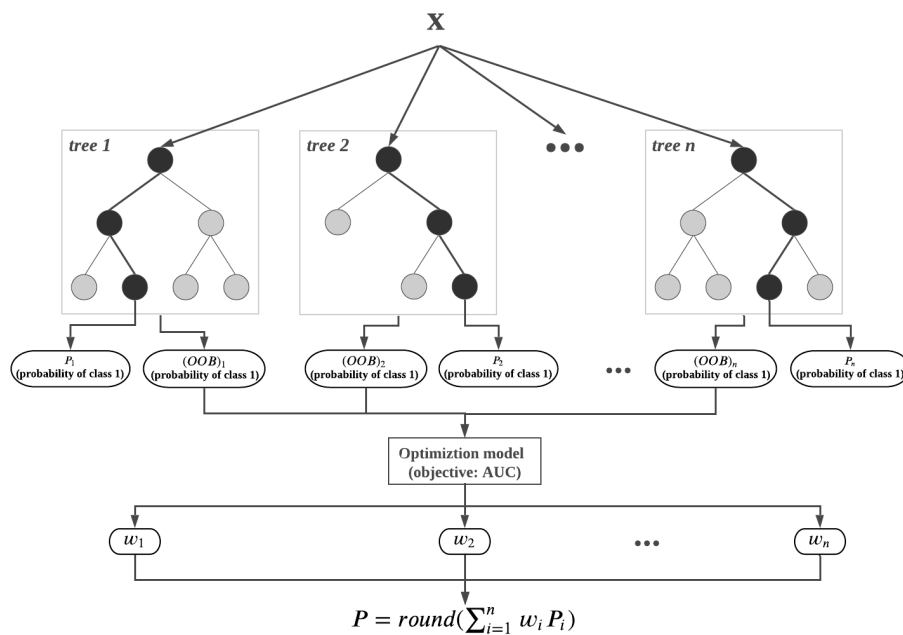 X
tree 1
tree 2
•••
tree n
P₁
(probability of class 1)
(OOB)₁
(probability of class 1)
(OOB)₂
(probability of class 1)
P₂
(probability of class 1)
•••
(OOB)ₙ
(probability of class 1)
Pₙ
(probability of class 1)
Optimiztion model
(objective: AUC)
w₁
w₂
•••
wₙ
P = round(∑ⁿᵢ₌₁ wᵢPᵢ)